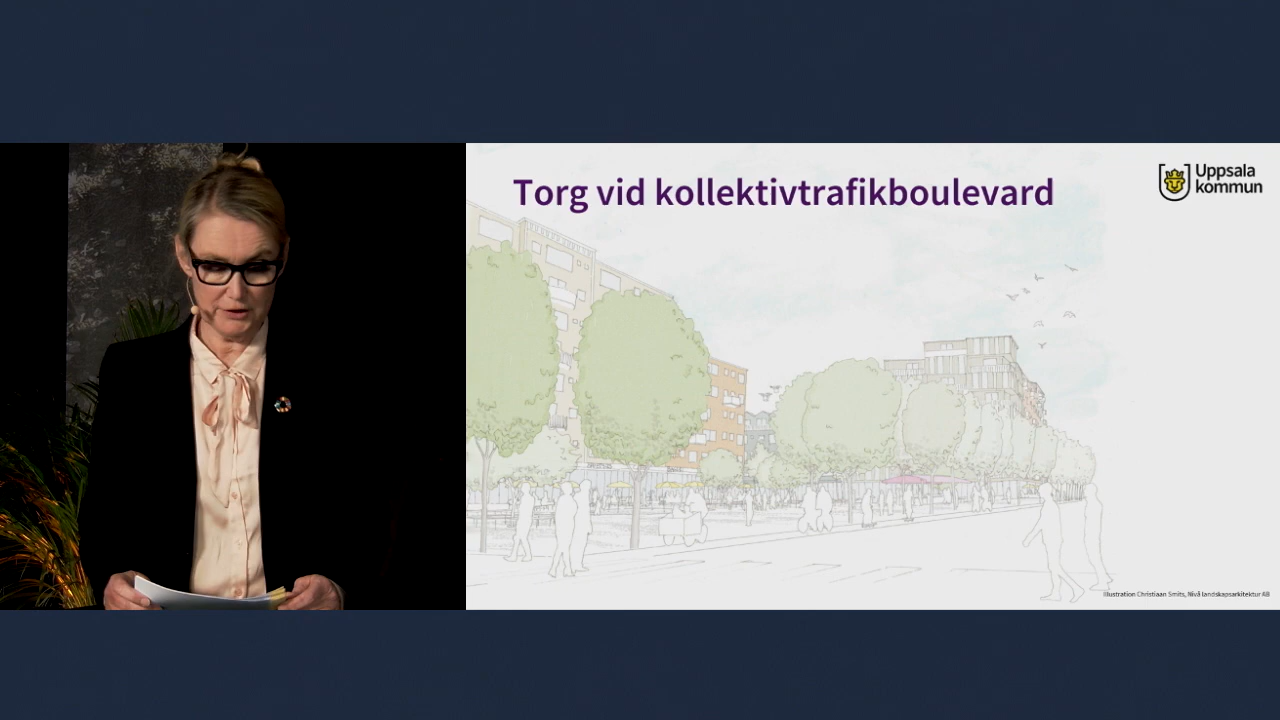 Torg vid kollektivtrafikboulevard
Uppsala
kommun
Illustration Christiaan Smits, Nivå landskapsarkitektur AB